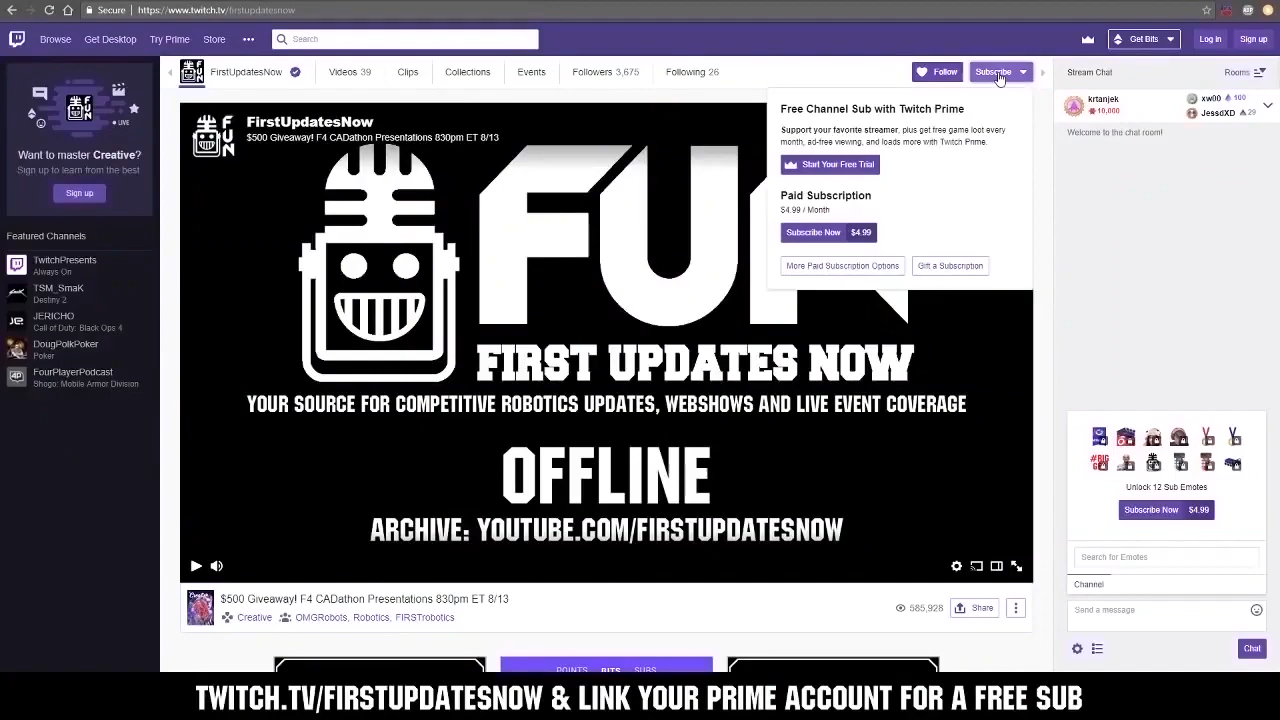 Secure
https://www.twitch.tv/firstupdatesnow
Browse
Get Desktop
Try Prime
Store
Search
Get Bits
Log in
Sign up
FirstUpdatesNow
Videos 39
Clips
Collections
Events
Followers 3,675
Following 26
Follow
Subscribe
Stream Chat
Rooms
FUN
LIVE
Want to master Creative?
Sign up to learn from the best
Sign up
Featured Channels
TwitchPresents
Always On
TSM_SmaK
Destiny 2
JERICHO
Call of Duty: Black Ops 4
DougPolkPoker
Poker
FourPlayerPodcast
Shogo: Mobile Armor Division
FUN
FirstUpdatesNow
$500 Giveaway! F4 CADathon Presentations 830pm ET 8/13
FUN
FIRST UPDATES NOW
YOUR SOURCE FOR COMPETITIVE ROBOTICS UPDATES, WEBSHOWS AND LIVE EVENT COVERAGE
OFFLINE
ARCHIVE: YOUTUBE.COM/FIRSTUPDATESNOW
Free Channel Sub with Twitch Prime
Support your favorite streamer, plus get free game loot every
month, ad-free viewing, and loads more with Twitch Prime.
Start Your Free Trial
Paid Subscription
$4.99 / Month
Subscribe Now $4.99
More Paid Subscription Options
Gift a Subscription
krtanjek
10,000
xw00 100
JessdXD 29
Welcome to the chat room!
Unlock 12 Sub Emotes
Subscribe Now $4.99
Search for Emotes
Channel
Send a message
Chat
$500 Giveaway! F4 CADathon Presentations 830pm ET 8/13
Creative
OMGRobots, Robotics, FIRSTrobotics
585,928
Share
POINTS BITS SUBS
TWITCH.TV/FIRSTUPDATESNOW & LINK YOUR PRIME ACCOUNT FOR A FREE SUB